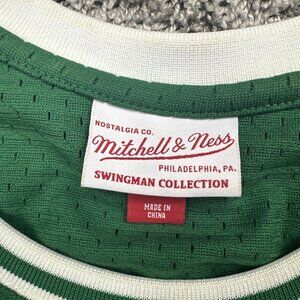 NOSTALGIA CO.
Mitchell & Ness
PHILADELPHIA, PA.
SWINGMAN COLLECTION
MADE IN
CHINA